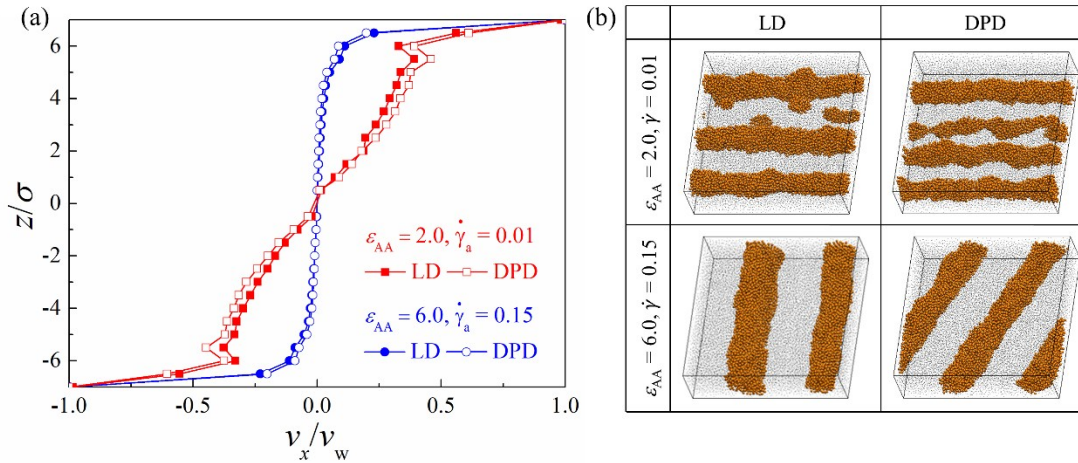 (a)
6
4
2
0
-2
-4
-6
z/σ
ε_AA = 2.0, γ̇_a = 0.01
LD DPD
ε_AA = 6.0, γ̇_a = 0.15
LD DPD
-1.0 -0.5 0.0 0.5 1.0
v_x/v_w
(b)
LD DPD
ε_AA = 2.0, γ̇ = 0.01
ε_AA = 6.0, γ̇ = 0.15